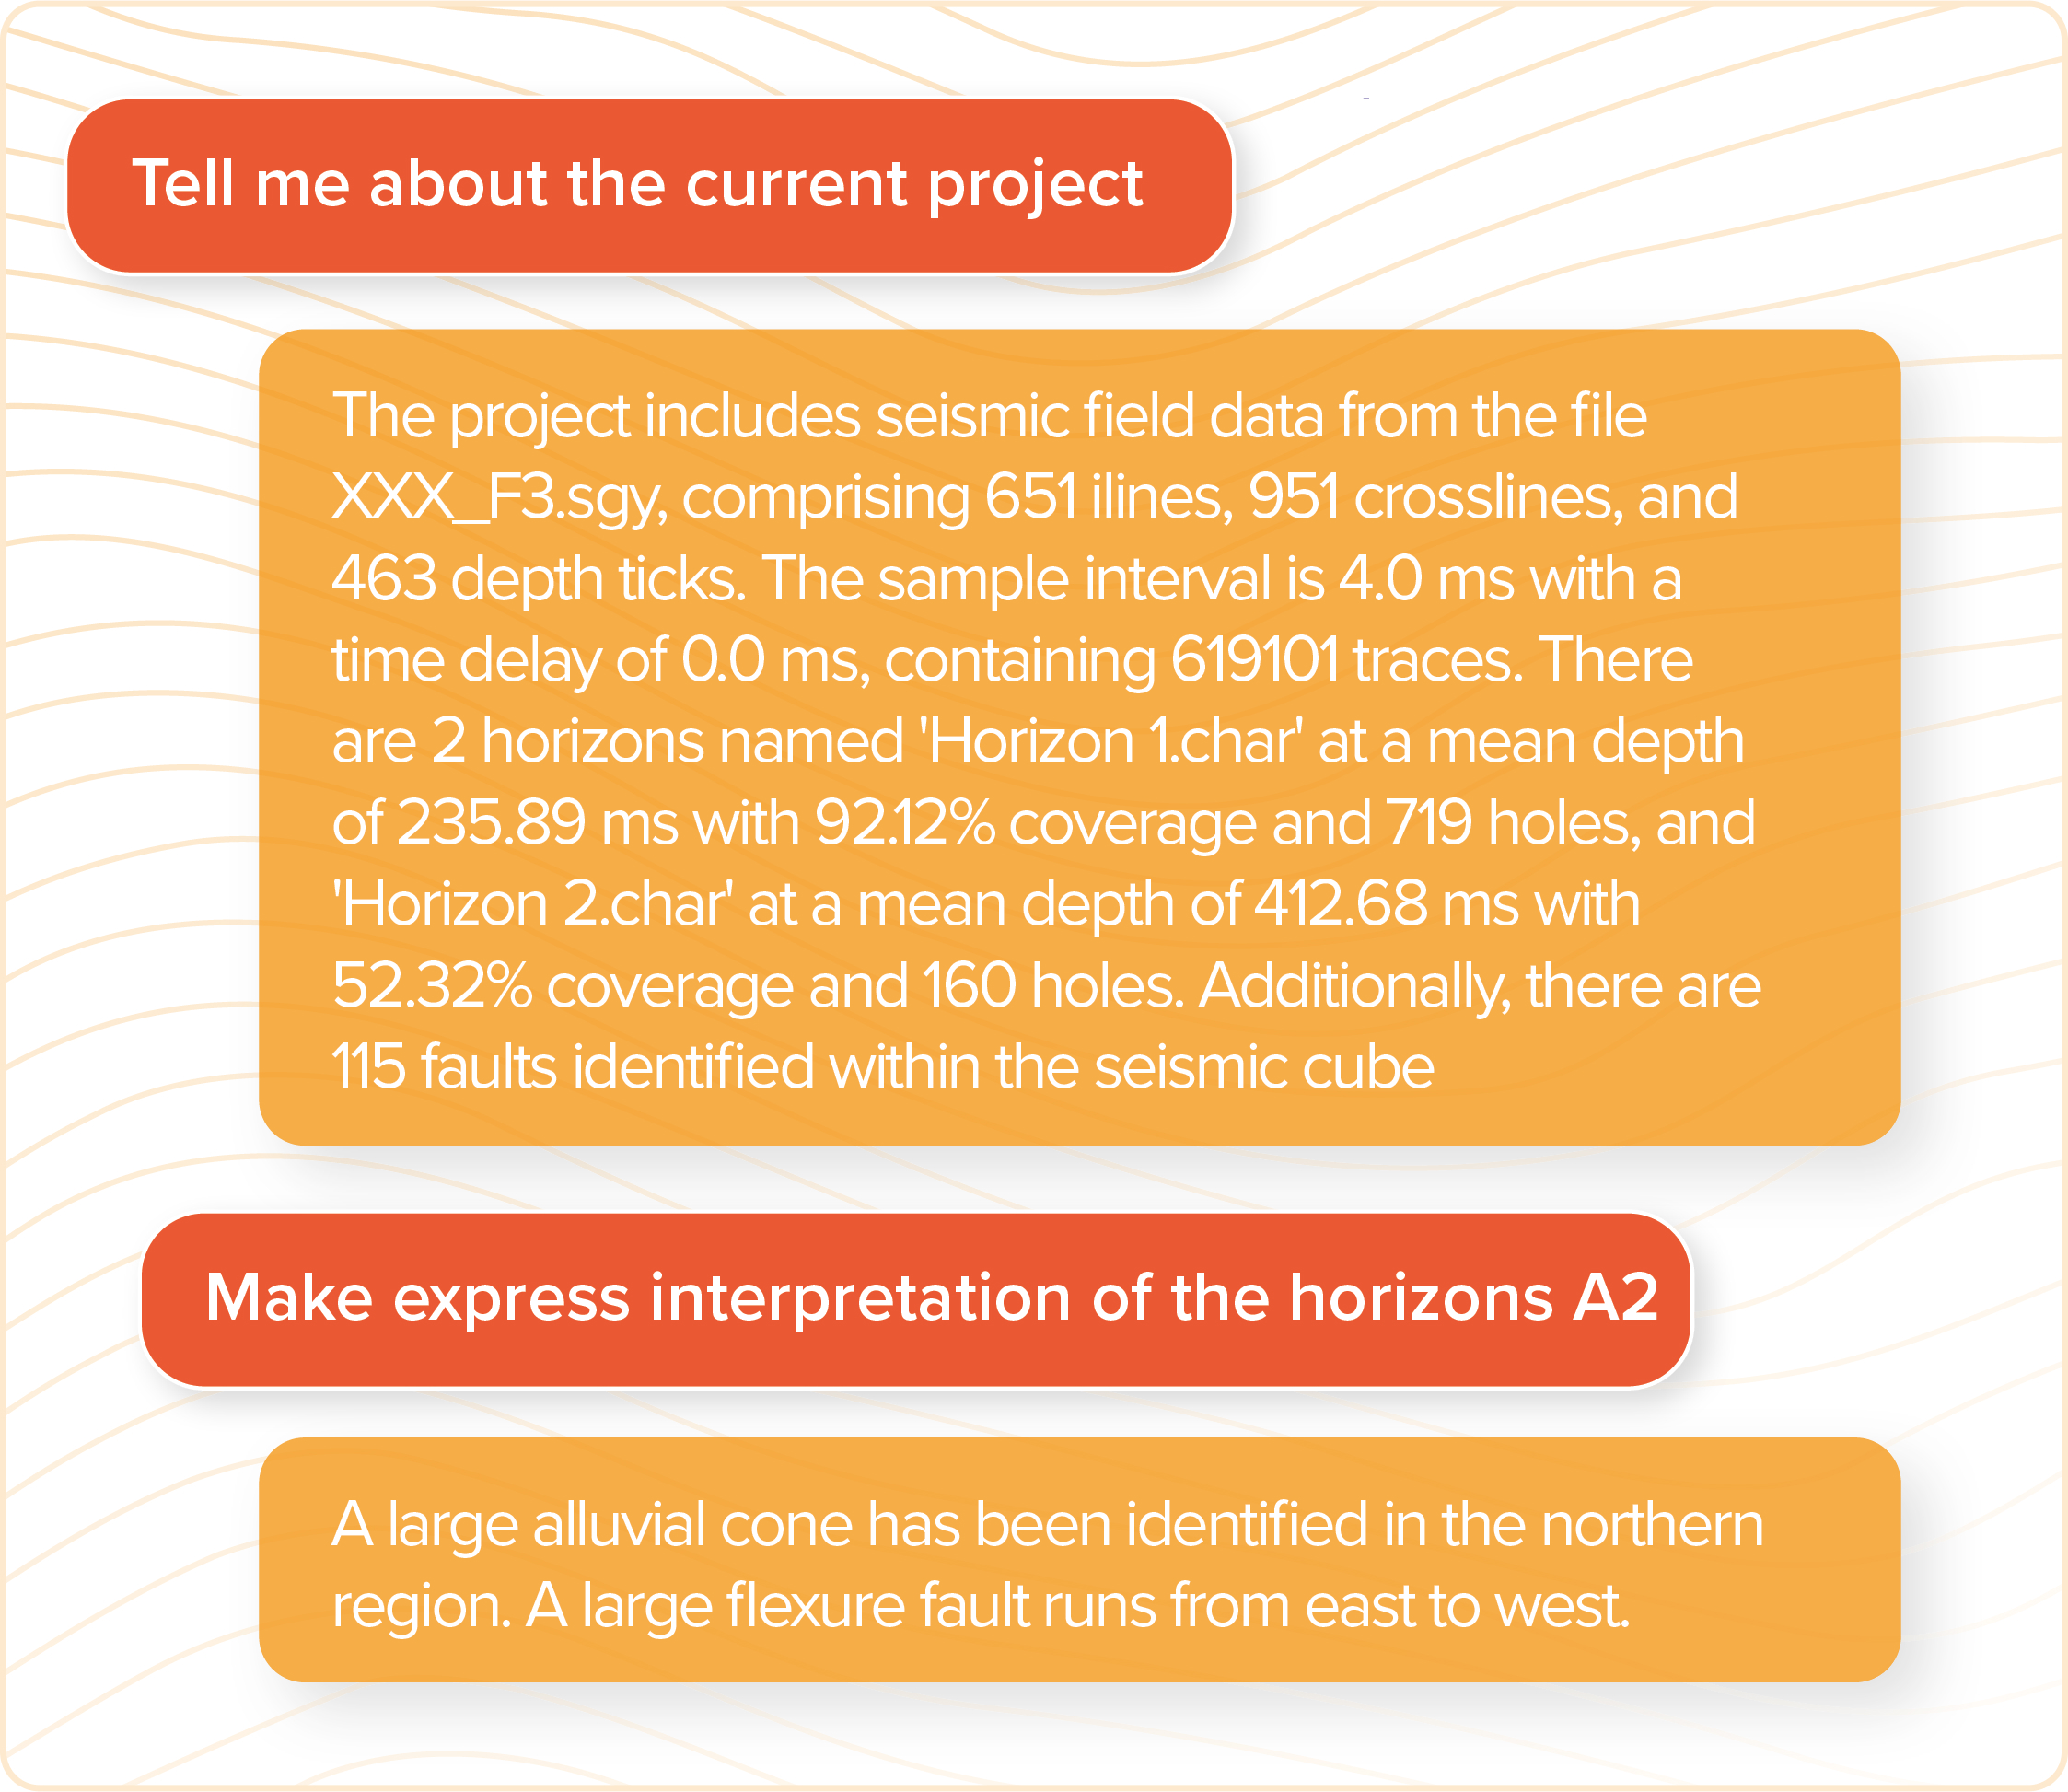 Tell me about the current project
The project includes seismic field data from the file
XXX_F3.sgy, comprising 651 ilines, 951 crosslines, and
463 depth ticks. The sample interval is 4.0 ms with a
time delay of 0.0 ms, containing 619101 traces. There
are 2 horizons named 'Horizon 1.char' at a mean depth
of 235.89 ms with 92.12% coverage and 719 holes, and
'Horizon 2.char' at a mean depth of 412.68 ms with
52.32% coverage and 160 holes. Additionally, there are
115 faults identified within the seismic cube
Make express interpretation of the horizons A2
A large alluvial cone has been identified in the northern
region. A large flexure fault runs from east to west.